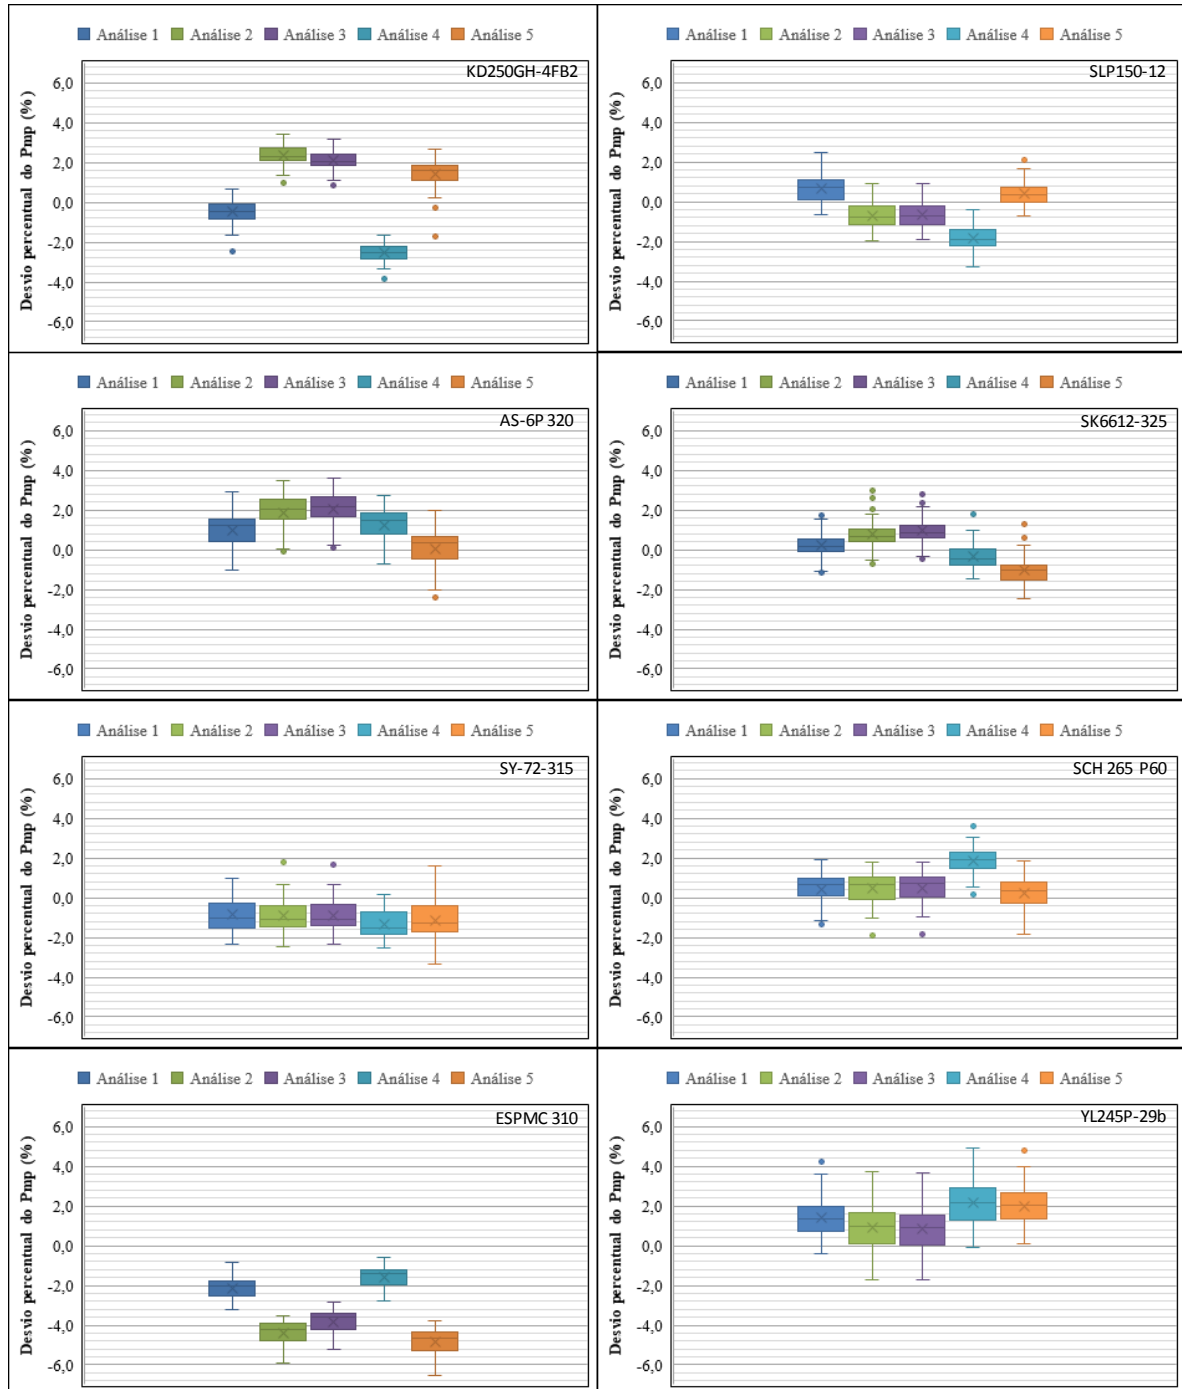 Análise 1 Análise 2 Análise 3 Análise 4 Análise 5
KD250GH-4FB2
Desvio percentual do Pmp (%)
6,0
4,0
2,0
0,0
-2,0
-4,0
-6,0
Análise 1 Análise 2 Análise 3 Análise 4 Análise 5
SLP150-12
Desvio percentual do Pmp (%)
6,0
4,0
2,0
0,0
-2,0
-4,0
-6,0
Análise 1 Análise 2 Análise 3 Análise 4 Análise 5
AS-6P 320
Desvio percentual do Pmp (%)
6,0
4,0
2,0
0,0
-2,0
-4,0
-6,0
Análise 1 Análise 2 Análise 3 Análise 4 Análise 5
SK6612-325
Desvio percentual do Pmp (%)
6,0
4,0
2,0
0,0
-2,0
-4,0
-6,0
Análise 1 Análise 2 Análise 3 Análise 4 Análise 5
SY-72-315
Desvio percentual do Pmp (%)
6,0
4,0
2,0
0,0
-2,0
-4,0
-6,0
Análise 1 Análise 2 Análise 3 Análise 4 Análise 5
SCH 265 P60
Desvio percentual do Pmp (%)
6,0
4,0
2,0
0,0
-2,0
-4,0
-6,0
Análise 1 Análise 2 Análise 3 Análise 4 Análise 5
ESPMC 310
Desvio percentual do Pmp (%)
6,0
4,0
2,0
0,0
-2,0
-4,0
-6,0
Análise 1 Análise 2 Análise 3 Análise 4 Análise 5
YL245P-29b
Desvio percentual do Pmp (%)
6,0
4,0
2,0
0,0
-2,0
-4,0
-6,0